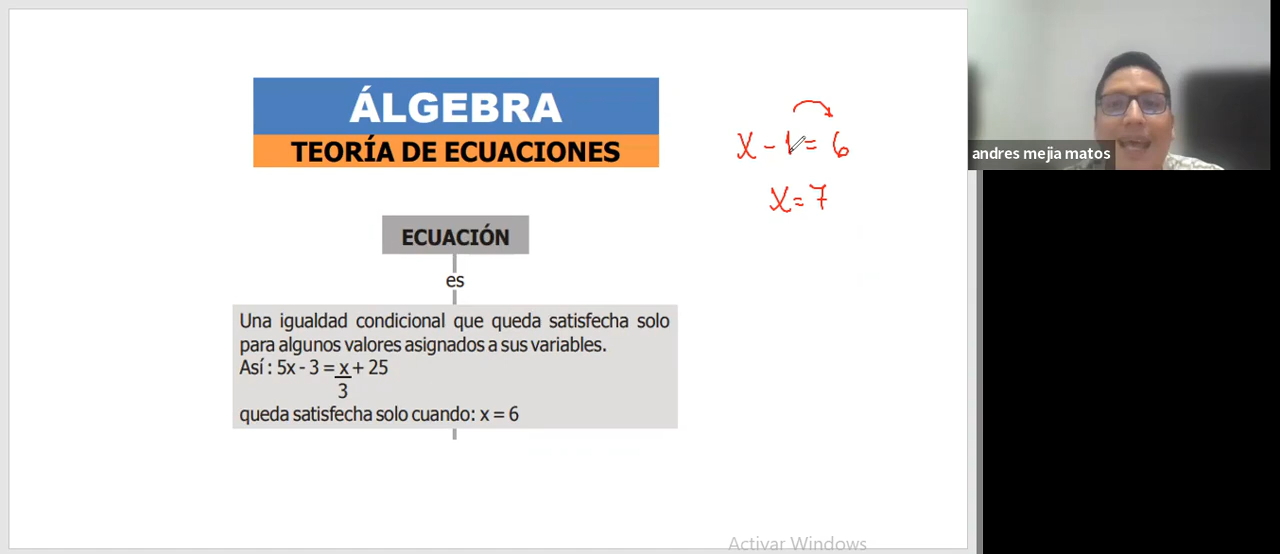 ÁLGEBRA
TEORÍA DE ECUACIONES
x - 1 = 6
x = 7
andres mejia matos
ECUACIÓN
es
Una igualdad condicional que queda satisfecha solo
para algunos valores asignados a sus variables.
Así : 5x - 3 = x + 25
3
queda satisfecha solo cuando: x = 6
Activar Windows